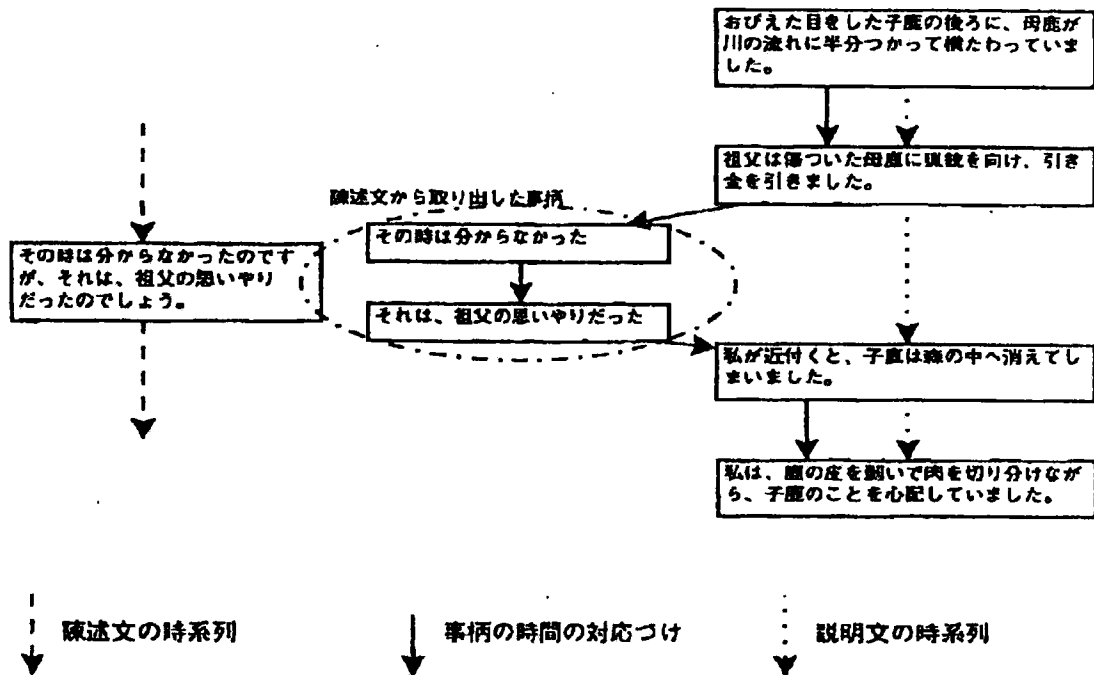 おびえた目をした子鹿の後ろに、母鹿が
川の流れに半分つかって横たわっていま
した。
祖父は傷ついた母鹿に猟銃を向け、引き
金を引きました。
陳述文から取り出した事柄
その時は分からなかった
その時は分からなかったのです
が、それは、祖父の思いやり
だったのでしょう。
それは、祖父の思いやりだった
私が近付くと、子鹿は森の中へ消えてし
まいました。
私は、鹿の皮を剥いで肉を切り分けなが
ら、子鹿のことを心配していました。
陳述文の時系列
事柄の時間の対応づけ
説明文の時系列